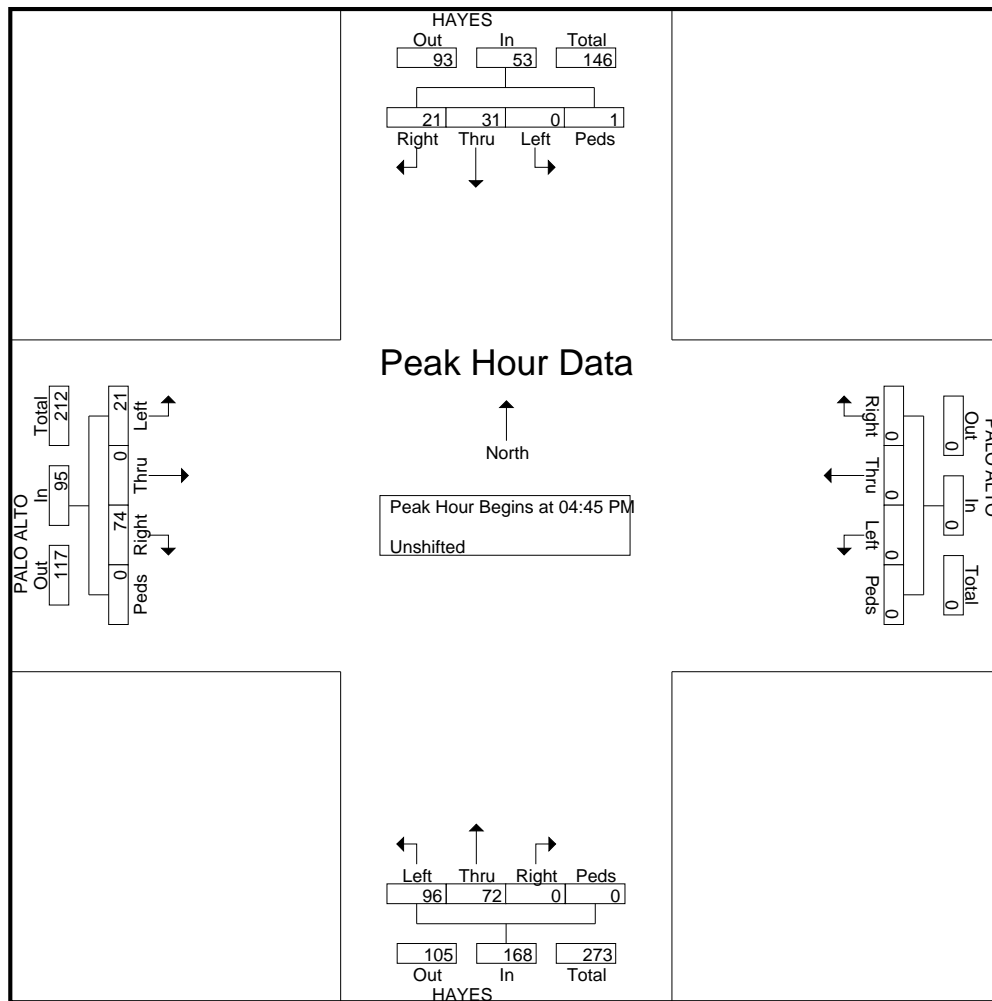 HAYES
Out In Total
93 53 146
21 31 0 1
Right Thru Left Peds
Peak Hour Data
North
Peak Hour Begins at 04:45 PM
Unshifted
PALO ALTO
Total In Out
212 95 117
21 0 74 0
Left Thru Right Peds
PALO ALTO
Out In Total
0 0 0
0 0 0 0
Right Thru Left Peds
Left Thru Right Peds
96 72 0 0
105 168 273
Out In Total
HAYES